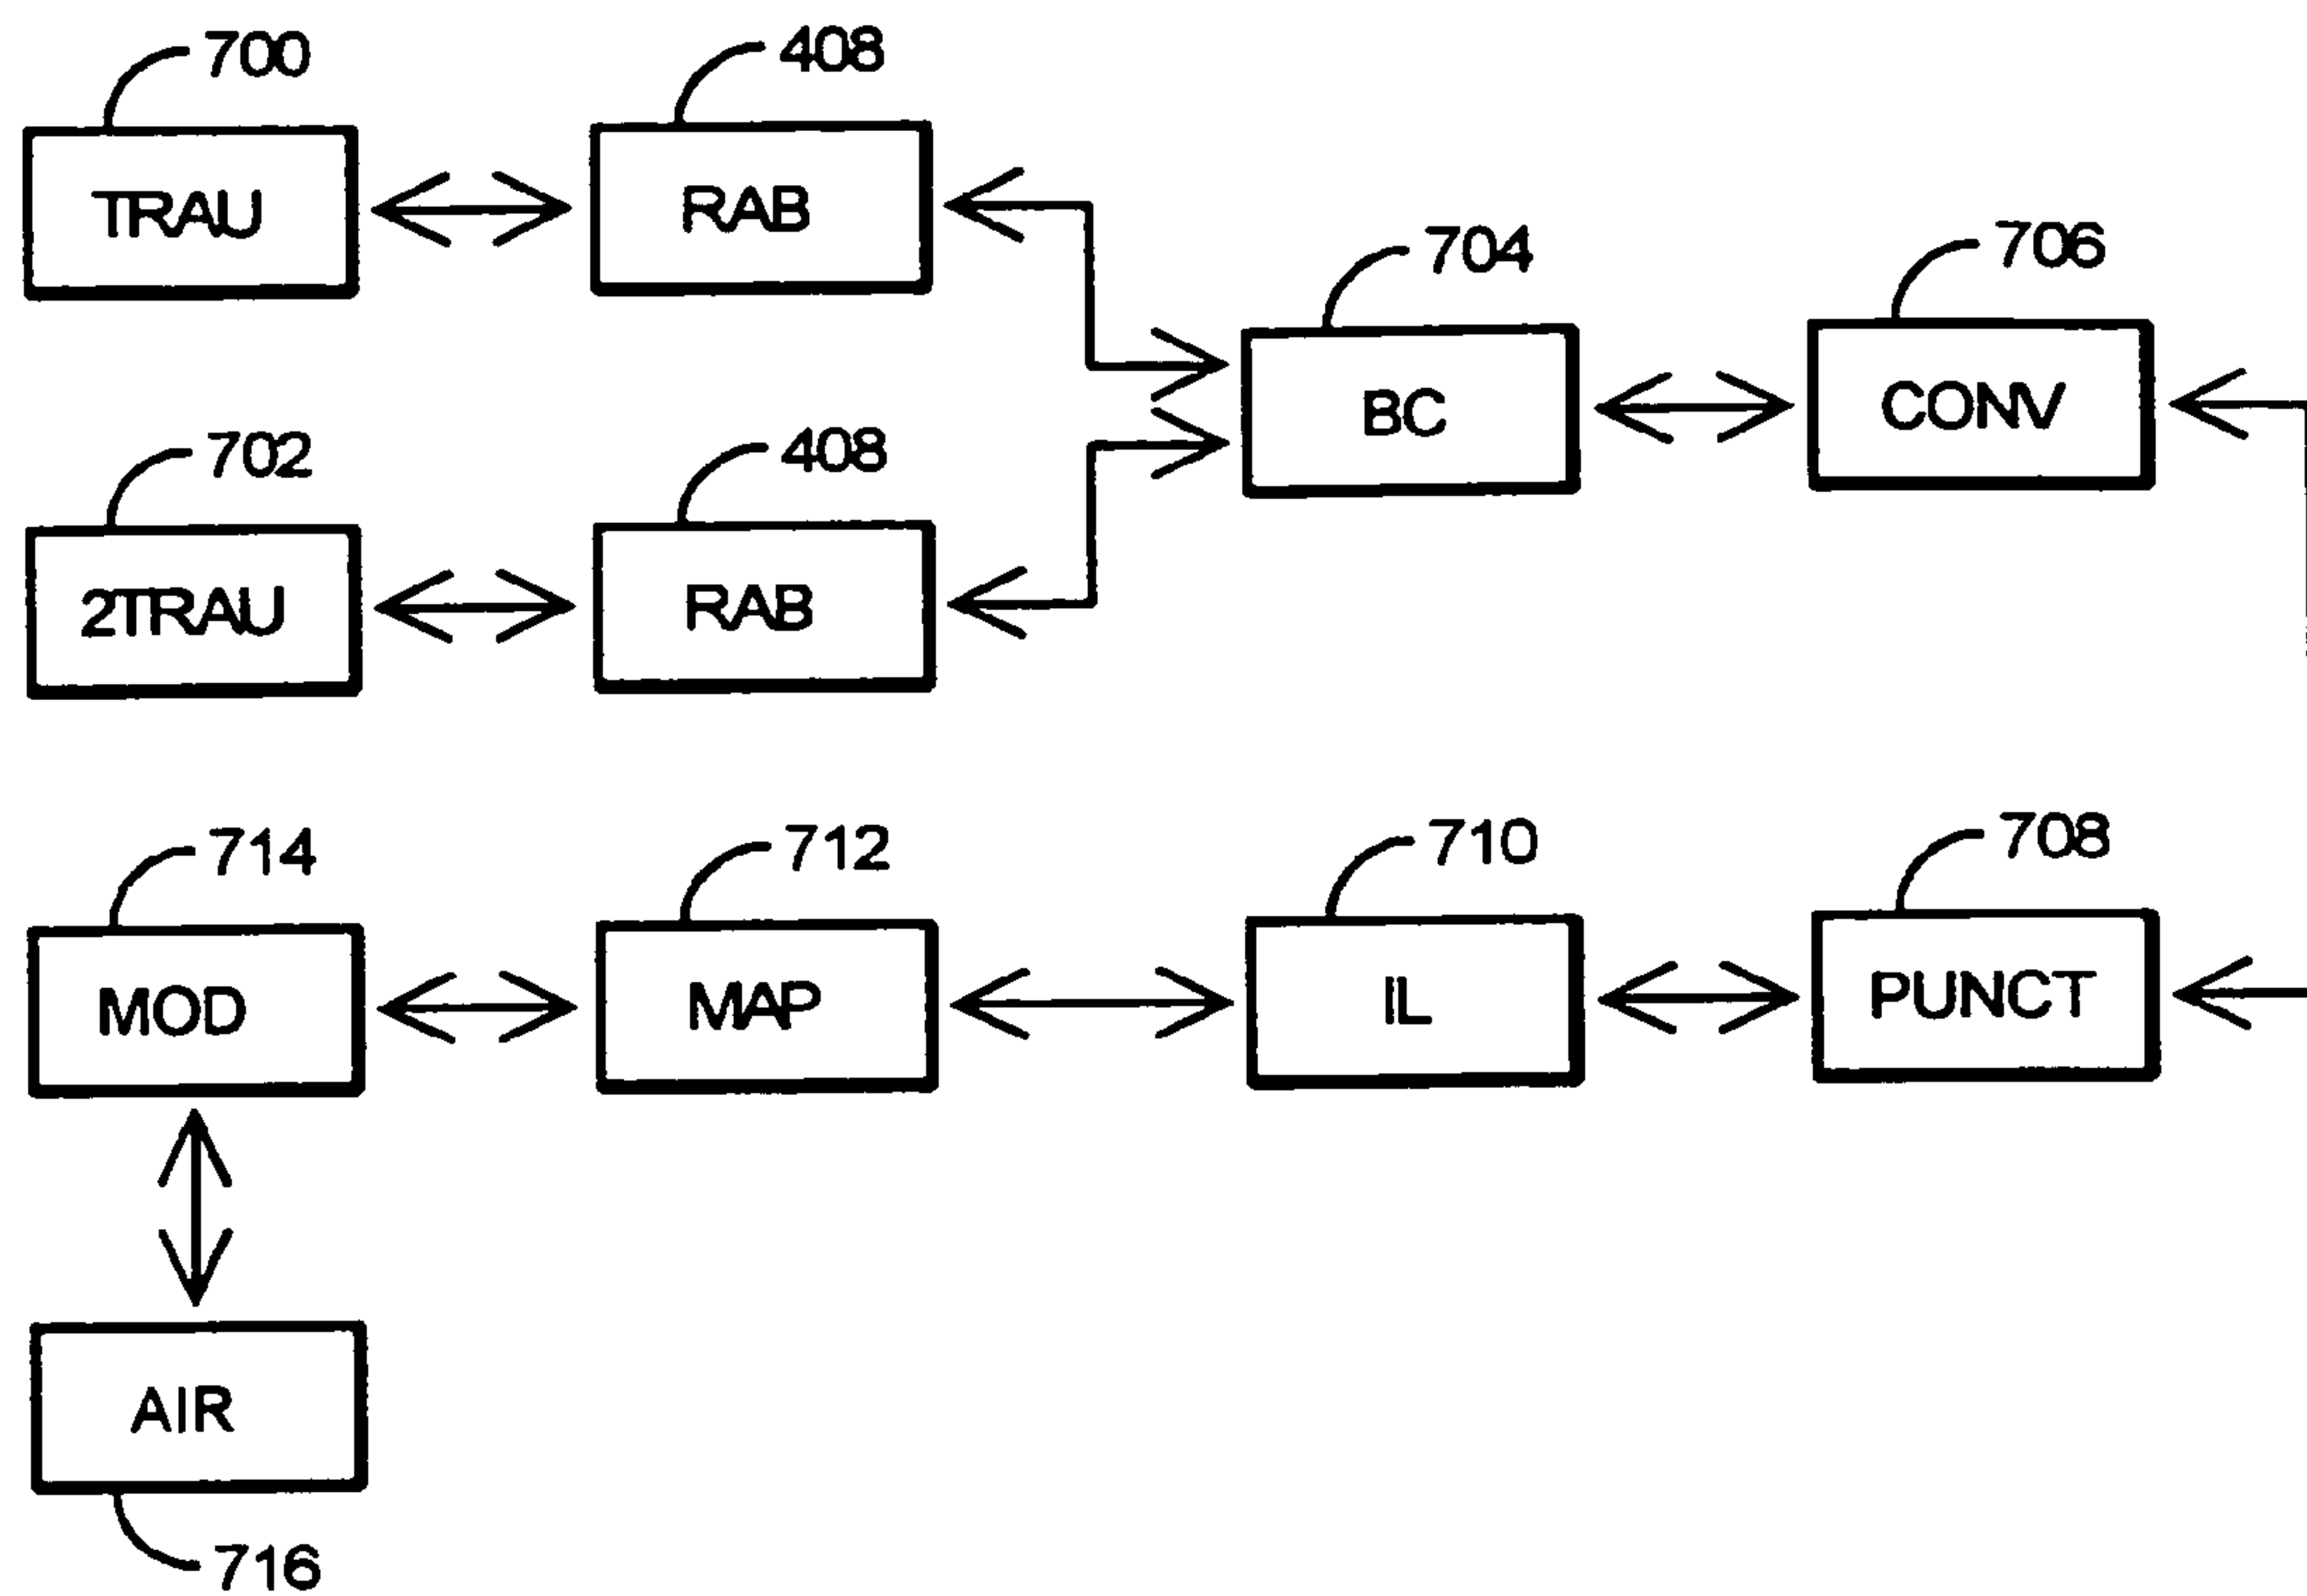 700 408
TRAU RAB
704 706
BC CONV
702 408
2TRAU RAB
714 712 710 708
MOD MAP IL PUNCT
AIR
716